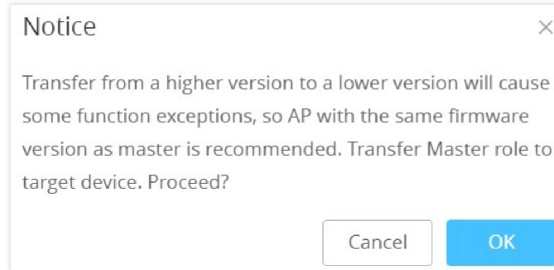 Notice
Transfer from a higher version to a lower version will cause
some function exceptions, so AP with the same firmware
version as master is recommended. Transfer Master role to
target device. Proceed?
Cancel
OK